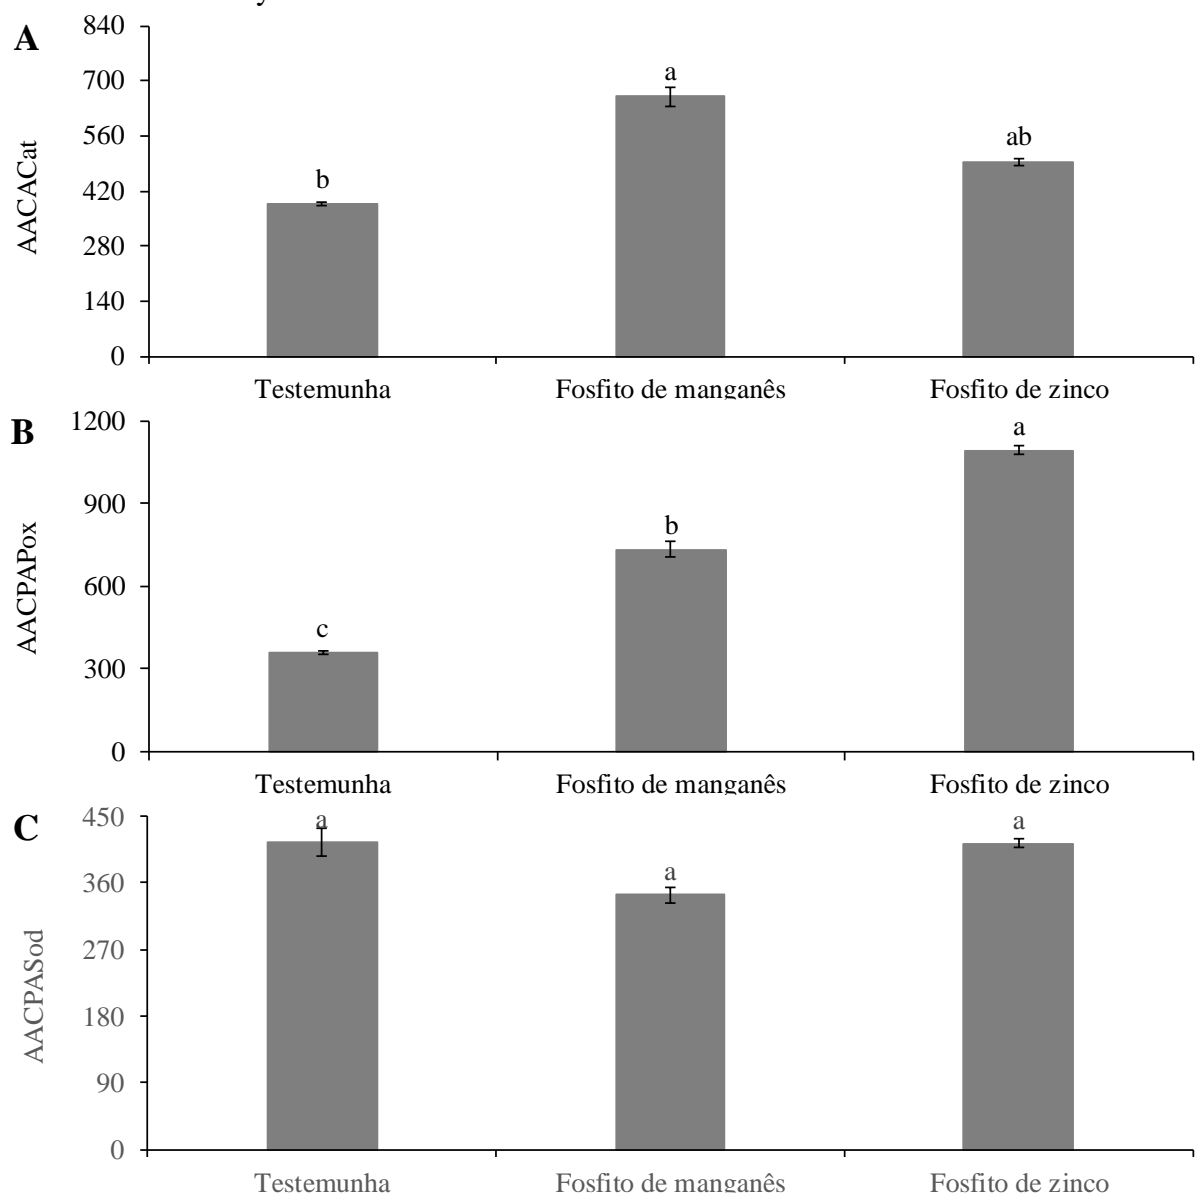 A
840
700
560
420
280
140
0
AACACat
b
a
ab
Testemunha Fosfito de manganês Fosfito de zinco
B
1200
900
600
300
0
AACPAPox
c
b
a
Testemunha Fosfito de manganês Fosfito de zinco
C
450
360
270
180
90
0
AACPASod
a
a
a
Testemunha Fosfito de manganês Fosfito de zinco